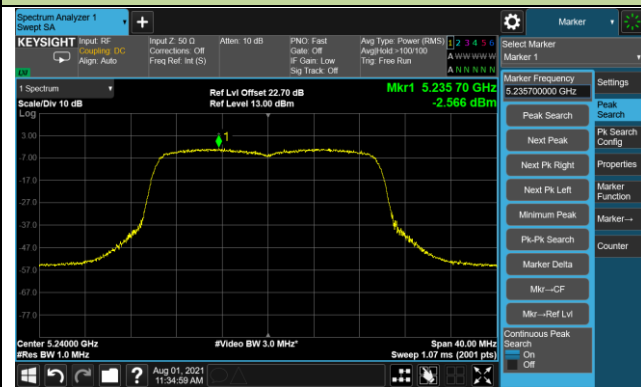 Spectrum Analyzer 1
Swept SA
Marker
KEYSIGHT
Input: RF
Coupling: DC
Align: Auto
Input Z: 50 Ω
Corrections: Off
Freq Ref: Int (S)
Atten: 10 dB
PNO: Fast
Gate: Off
IF Gain: Low
Sig Track: Off
Avg Type: Power (RMS)
Avg|Hold:>100/100
Trig: Free Run
1 2 3 4 5 6
A W W W W W
A N N N N N
Select Marker
Marker 1
1 Spectrum
Scale/Div 10 dB
Log
Ref Lvl Offset 22.70 dB
Ref Level 13.00 dBm
Mkr1 5.235 70 GHz
-2.566 dBm
1
3.00
-7.00
-17.0
-27.0
-37.0
-47.0
-57.0
-67.0
-77.0
Center 5.24000 GHz
#Res BW 1.0 MHz
#Video BW 3.0 MHz*
Span 40.00 MHz
Sweep 1.07 ms (2001 pts)
Marker Frequency
5.235700000 GHz
Peak Search
Next Peak
Next Pk Right
Next Pk Left
Minimum Peak
Pk-Pk Search
Marker Delta
Mkr→CF
Mkr→Ref Lvl
Continuous Peak
Search
On
Off
Settings
Peak
Search
Pk Search
Config
Properties
Marker
Function
Marker→
Counter
?
Aug 01, 2021
11:34:59 AM